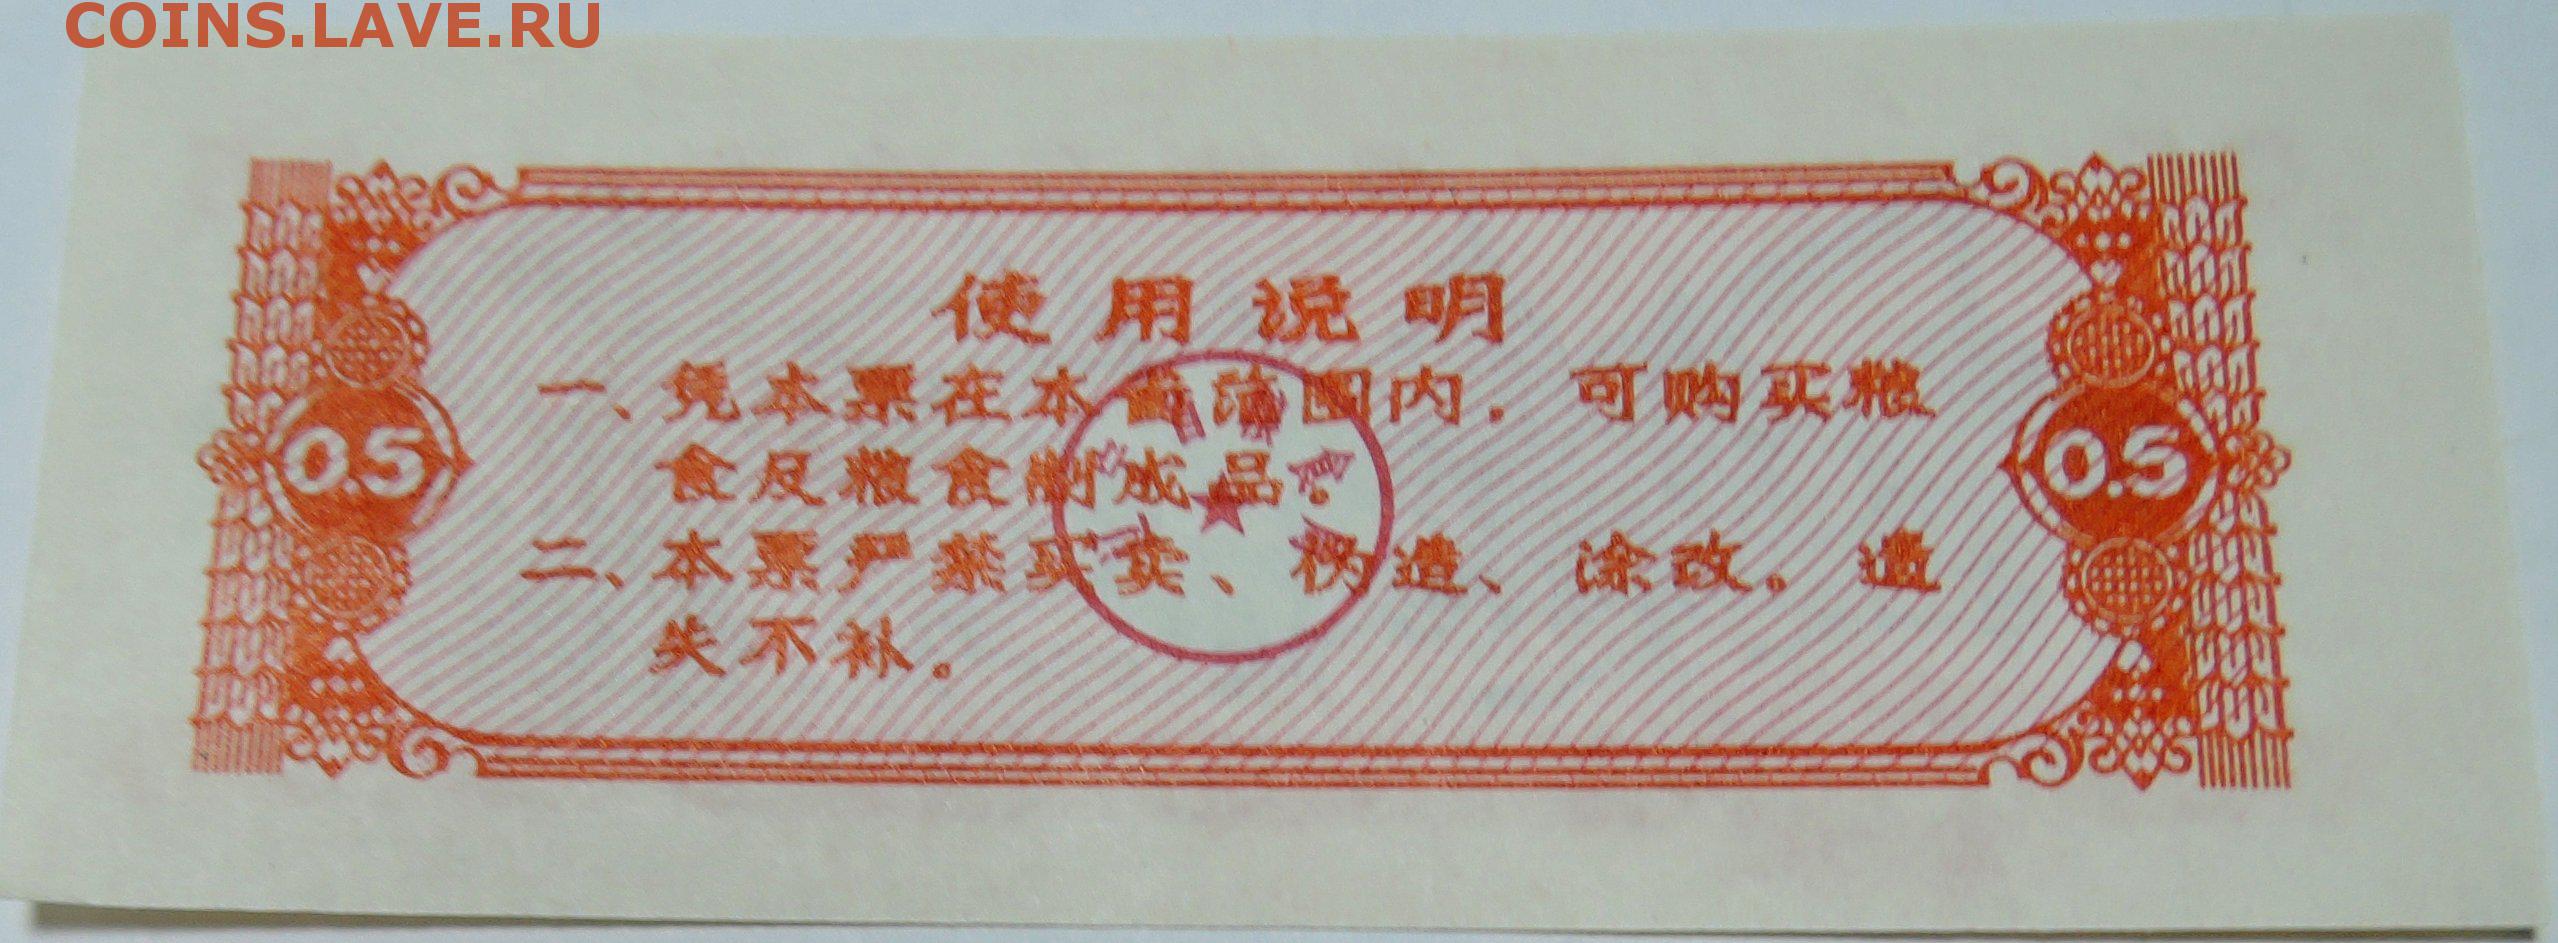 COINS.LAVE.RU
使用说明
一、凭本票在本省范围内，可购买粮
食及粮食制成品。
二、本票严禁买卖、伪造、涂改。遗
失不补。
0.5
0.5